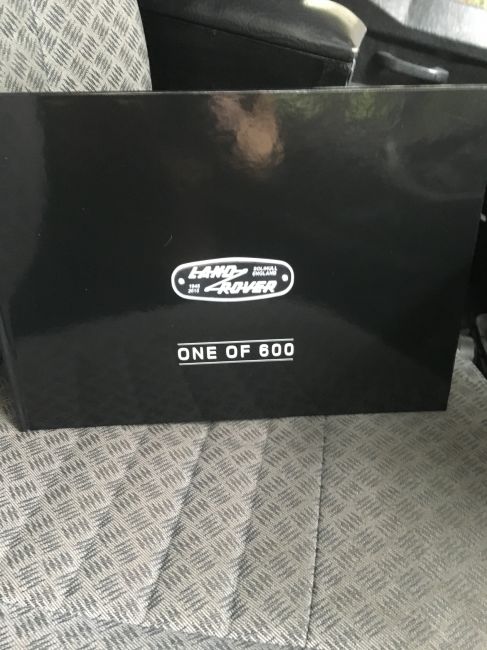 LAND ROVER
SOLIHULL
ENGLAND
1948
2015
ONE OF 600